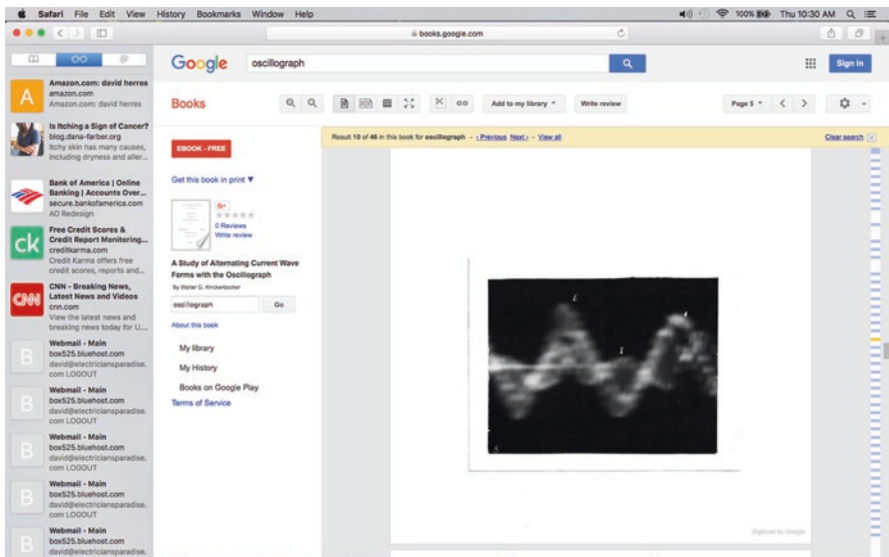 Safari File Edit View History Bookmarks Window Help
100% Thu 10:30 AM
books.google.com
Amazon.com: david herres
amazon.com
Amazon.com: david herres
Is Itching a Sign of Cancer?
blog.dana-farber.org
Itchy skin has many causes,
including dryness and aller...
Bank of America | Online
Banking | Accounts Over...
secure.bankofamerica.com
AO Redesign
ck
Free Credit Scores &
Credit Report Monitoring...
creditkarma.com
Credit Karma offers free
credit scores, reports and...
CNN
CNN - Breaking News,
Latest News and Videos
cnn.com
View the latest news and
breaking news today for U....
B
Webmail - Main
box525.bluehost.com
david@electriciansparadise.
com LOGOUT
B
Webmail - Main
box525.bluehost.com
david@electriciansparadise.
com LOGOUT
B
Webmail - Main
box525.bluehost.com
david@electriciansparadise.
com LOGOUT
B
Webmail - Main
box525.bluehost.com
david@electriciansparadise.
com LOGOUT
B
Webmail - Main
box525.bluehost.com
david@electriciansparadise.
Google oscillograph Sign in
Books Add to my library Write review Page 5
Result 10 of 46 in this book for oscillograph - ‹ Previous Next › - View all Clear search
EBOOK - FREE
Get this book in print ▼
G+
0 Reviews
Write review
A Study of Alternating Current Wave
Forms with the Oscillograph
By Walter G. Knickerbocker
oscillograph Go
About this book
My library
My History
Books on Google Play
Terms of Service
Digitized by Google